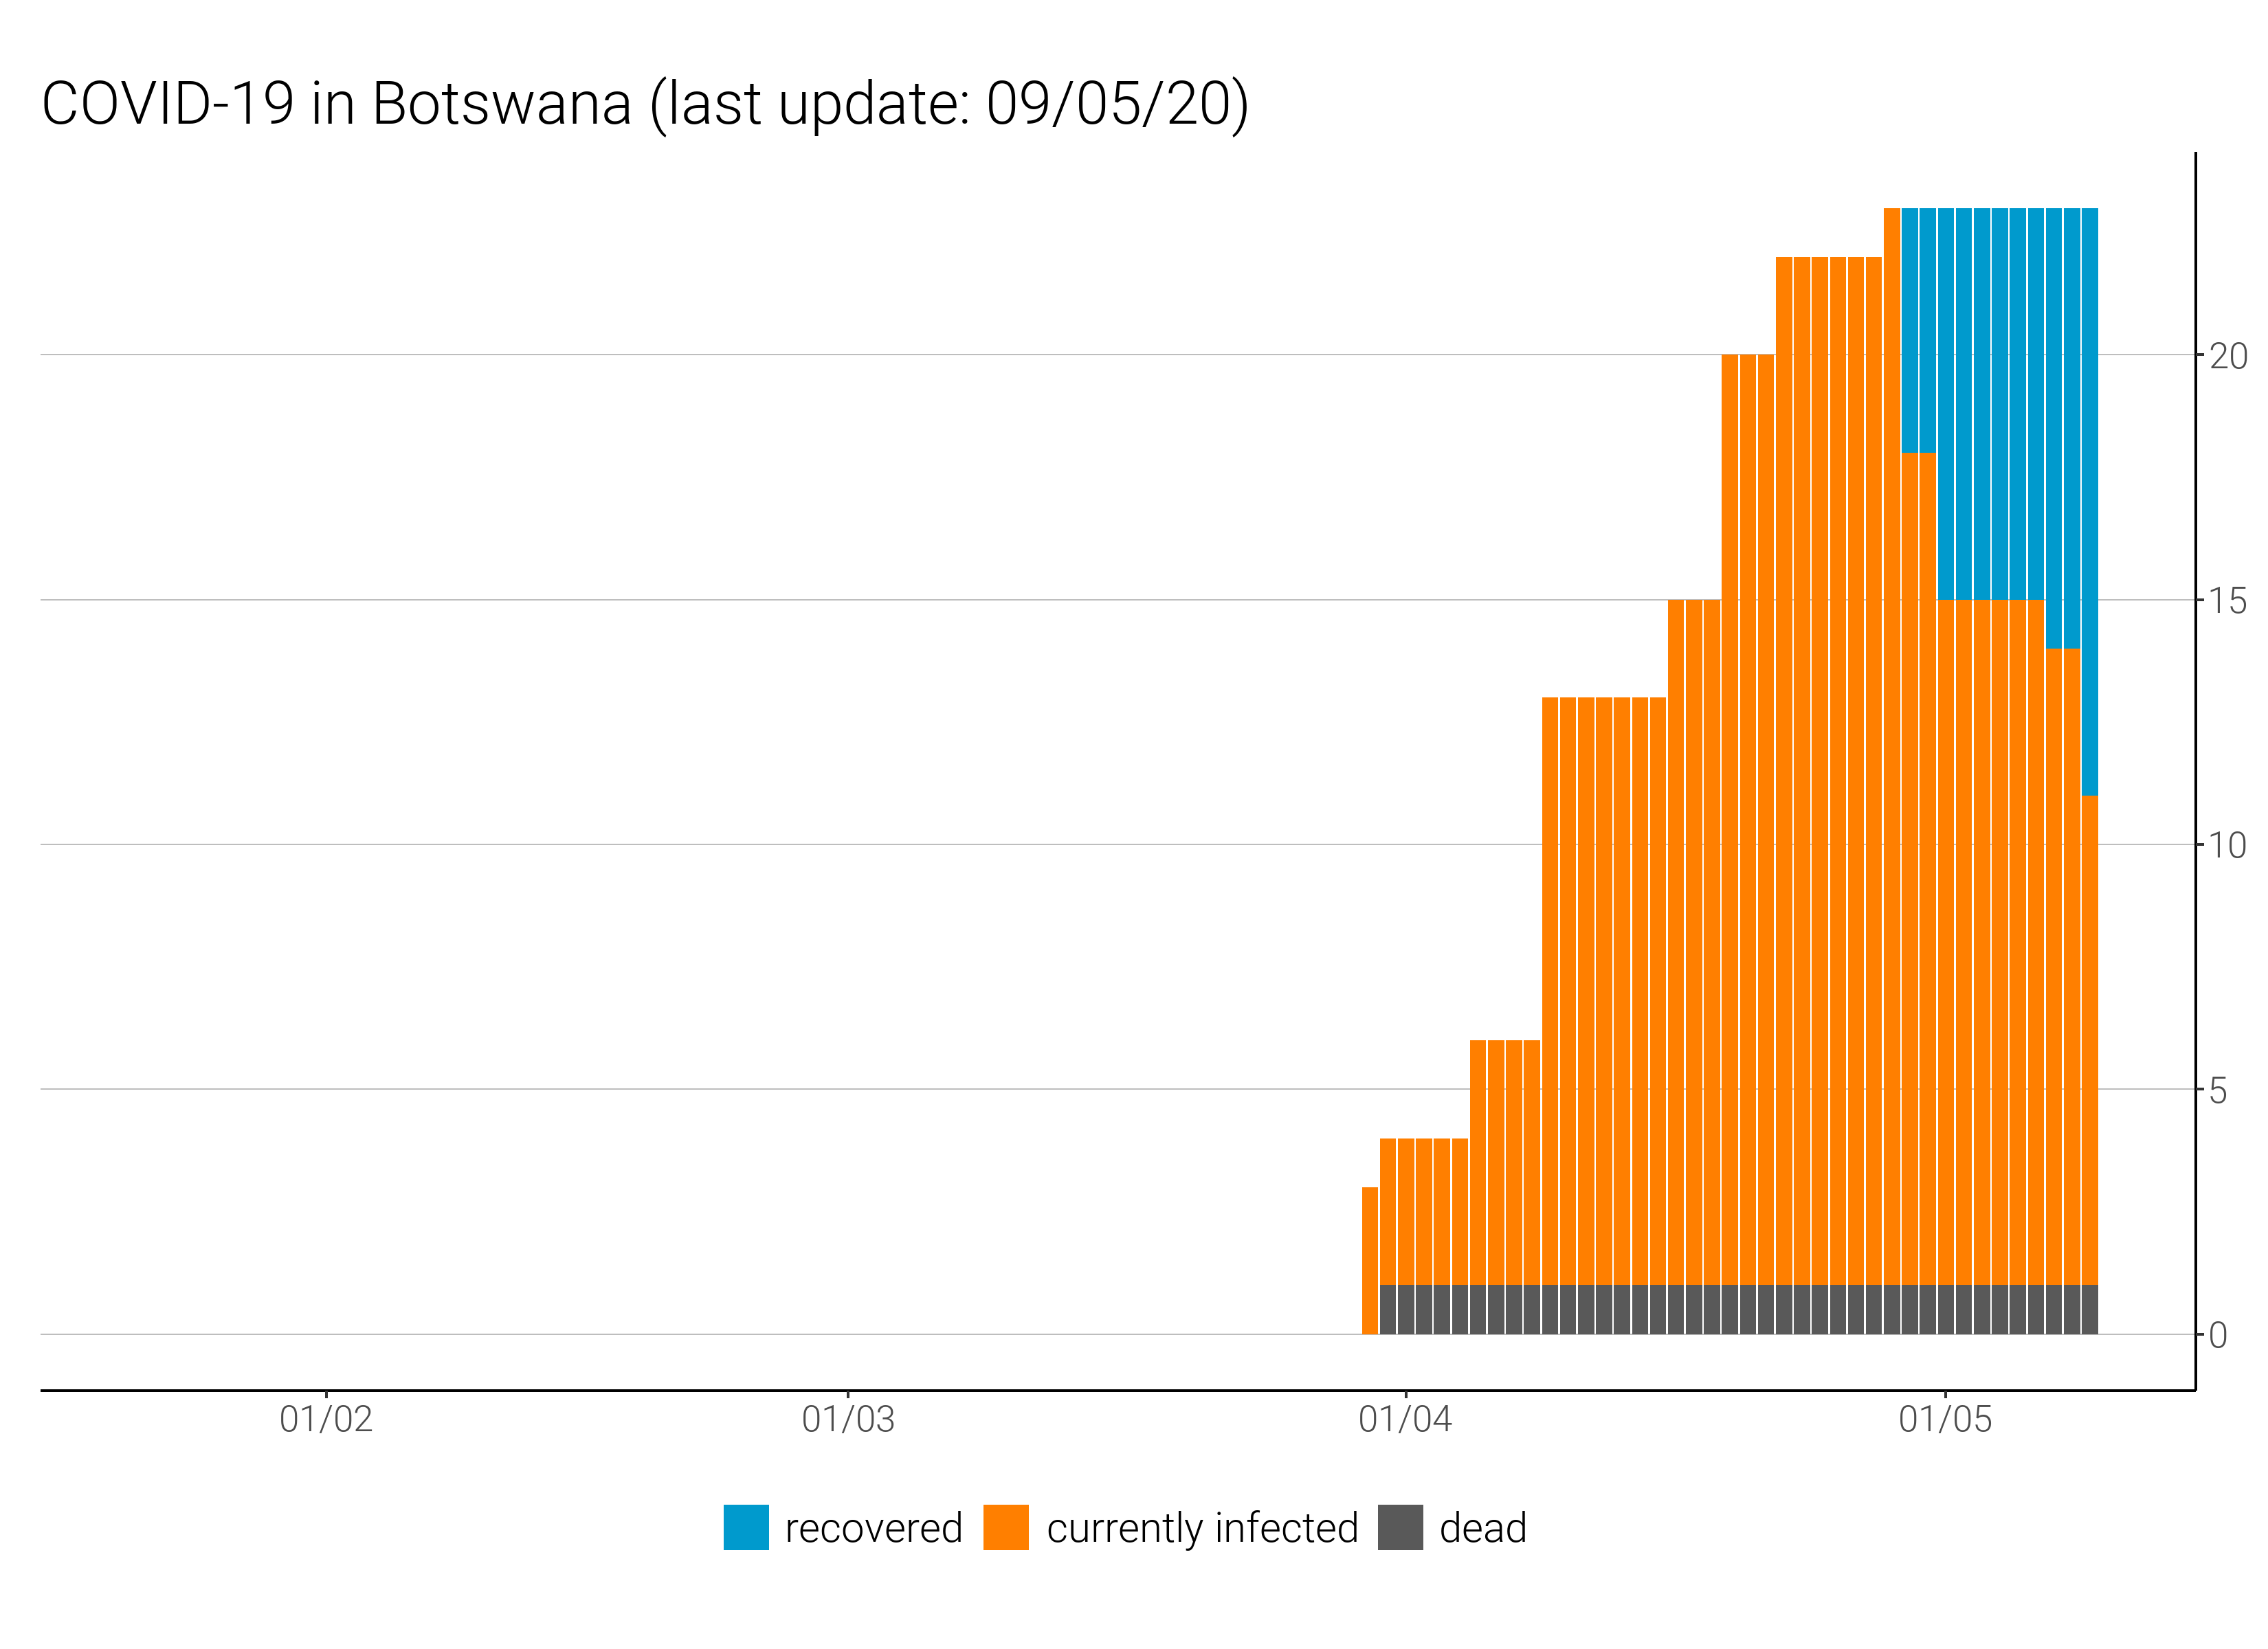 COVID-19 in Botswana (last update: 09/05/20)
20
15
10
5
0
01/02 01/03 01/04 01/05
recovered currently infected dead